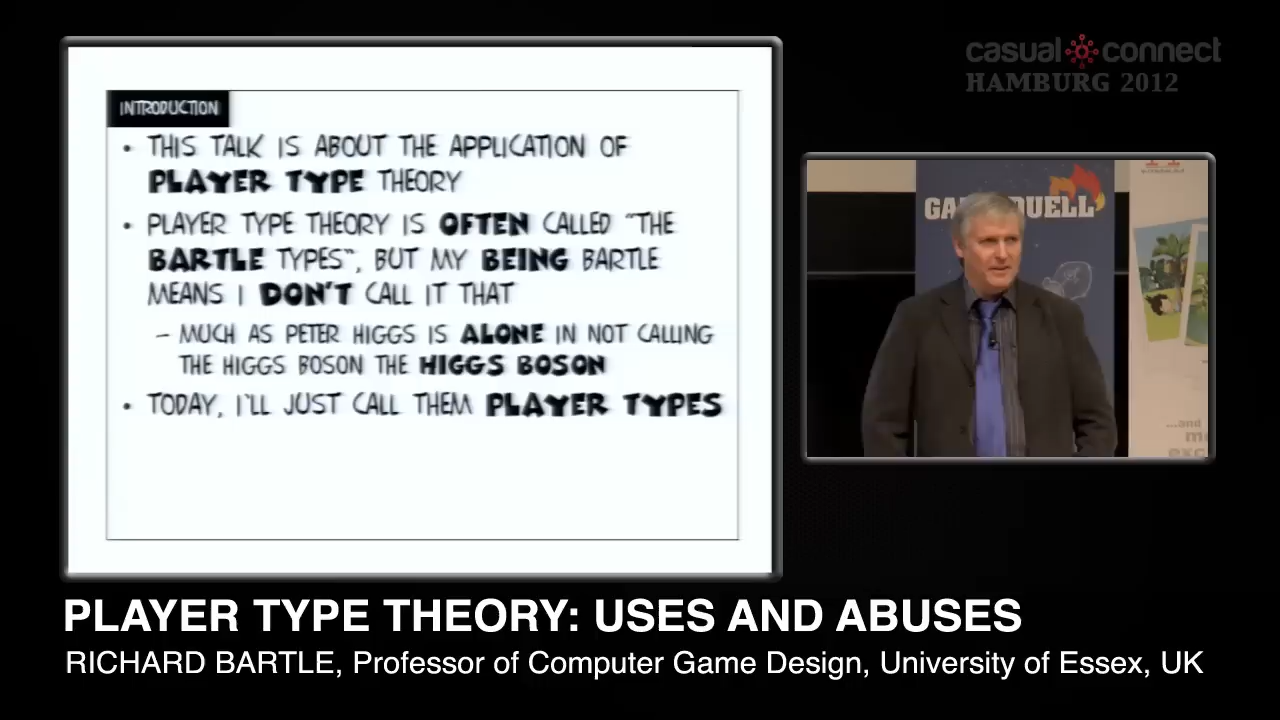 casual connect
HAMBURG 2012
INTRODUCTION
• THIS TALK IS ABOUT THE APPLICATION OF
PLAYER TYPE THEORY
• PLAYER TYPE THEORY IS OFTEN CALLED "THE
BARTLE TYPES", BUT MY BEING BARTLE
MEANS I DON'T CALL IT THAT
– MUCH AS PETER HIGGS IS ALONE IN NOT CALLING
THE HIGGS BOSON THE HIGGS BOSON
• TODAY, I'LL JUST CALL THEM PLAYER TYPES
...and
PLAYER TYPE THEORY: USES AND ABUSES
RICHARD BARTLE, Professor of Computer Game Design, University of Essex, UK